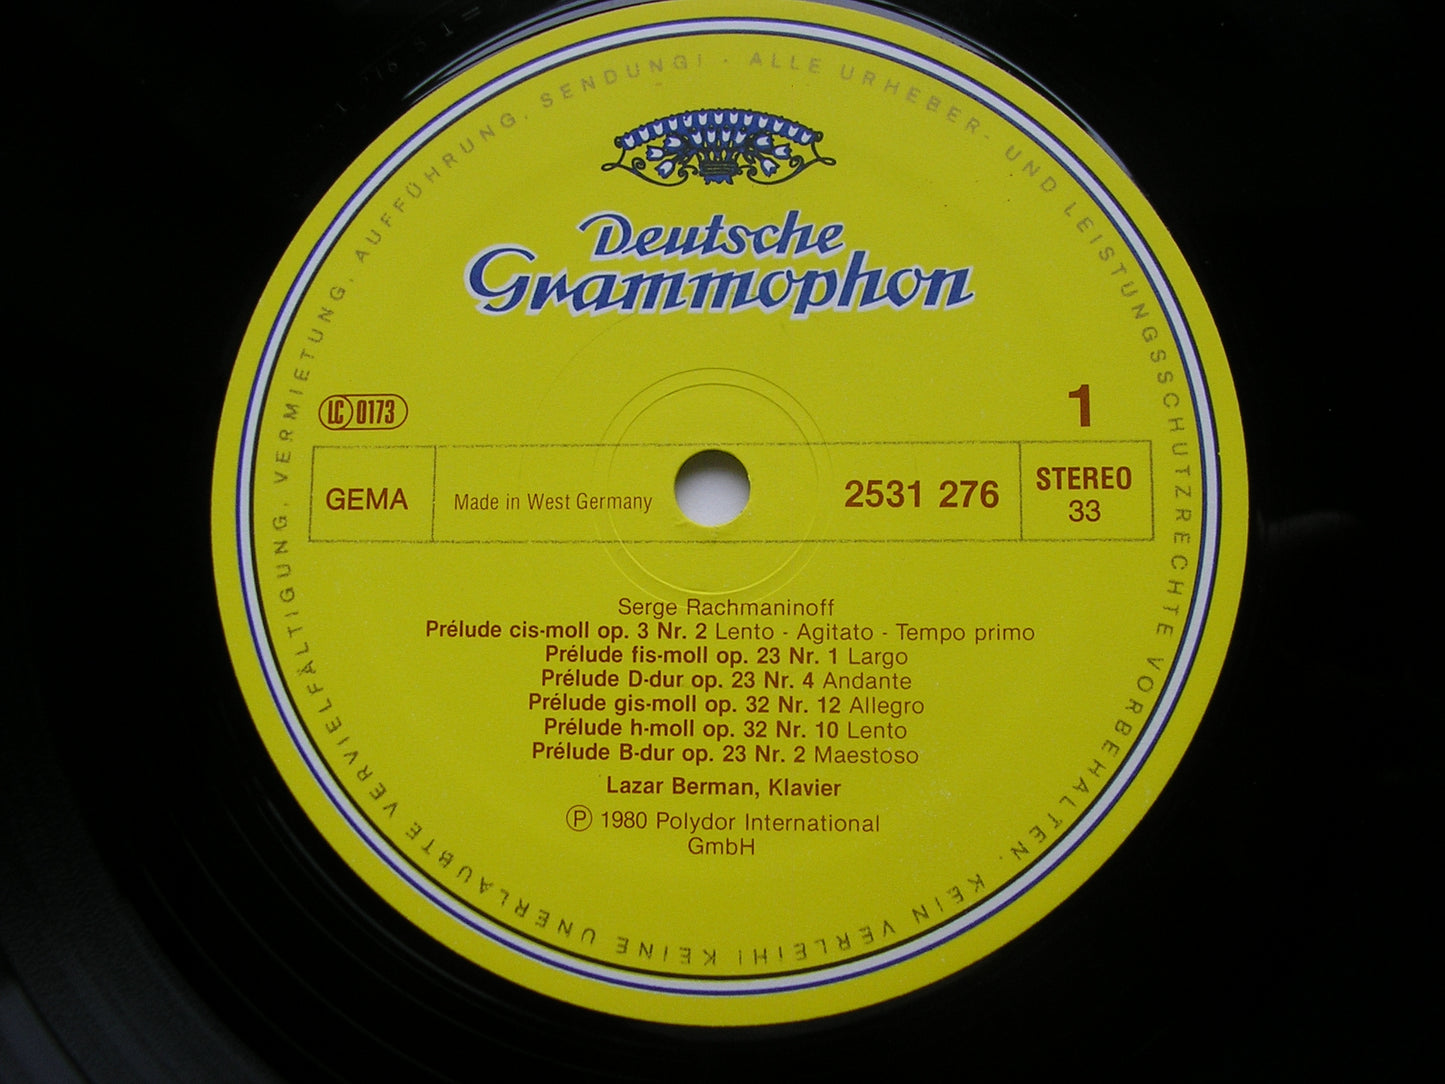 ALLE URHEBER- UND LEISTUNGSSCHUTZRECHTE VORBEHALTEN. KEIN VERLEIH! KEINE UNERLAUBTE VERVIELFÄLTIGUNG, VERMIETUNG, AUFFÜHRUNG, SENDUNG! ·
Deutsche
Grammophon
LC 0173
1
GEMA
Made in West Germany
2531 276
STEREO
33
Serge Rachmaninoff
Prélude cis-moll op. 3 Nr. 2 Lento - Agitato - Tempo primo
Prélude fis-moll op. 23 Nr. 1 Largo
Prélude D-dur op. 23 Nr. 4 Andante
Prélude gis-moll op. 32 Nr. 12 Allegro
Prélude h-moll op. 32 Nr. 10 Lento
Prélude B-dur op. 23 Nr. 2 Maestoso
Lazar Berman, Klavier
℗ 1980 Polydor International
GmbH